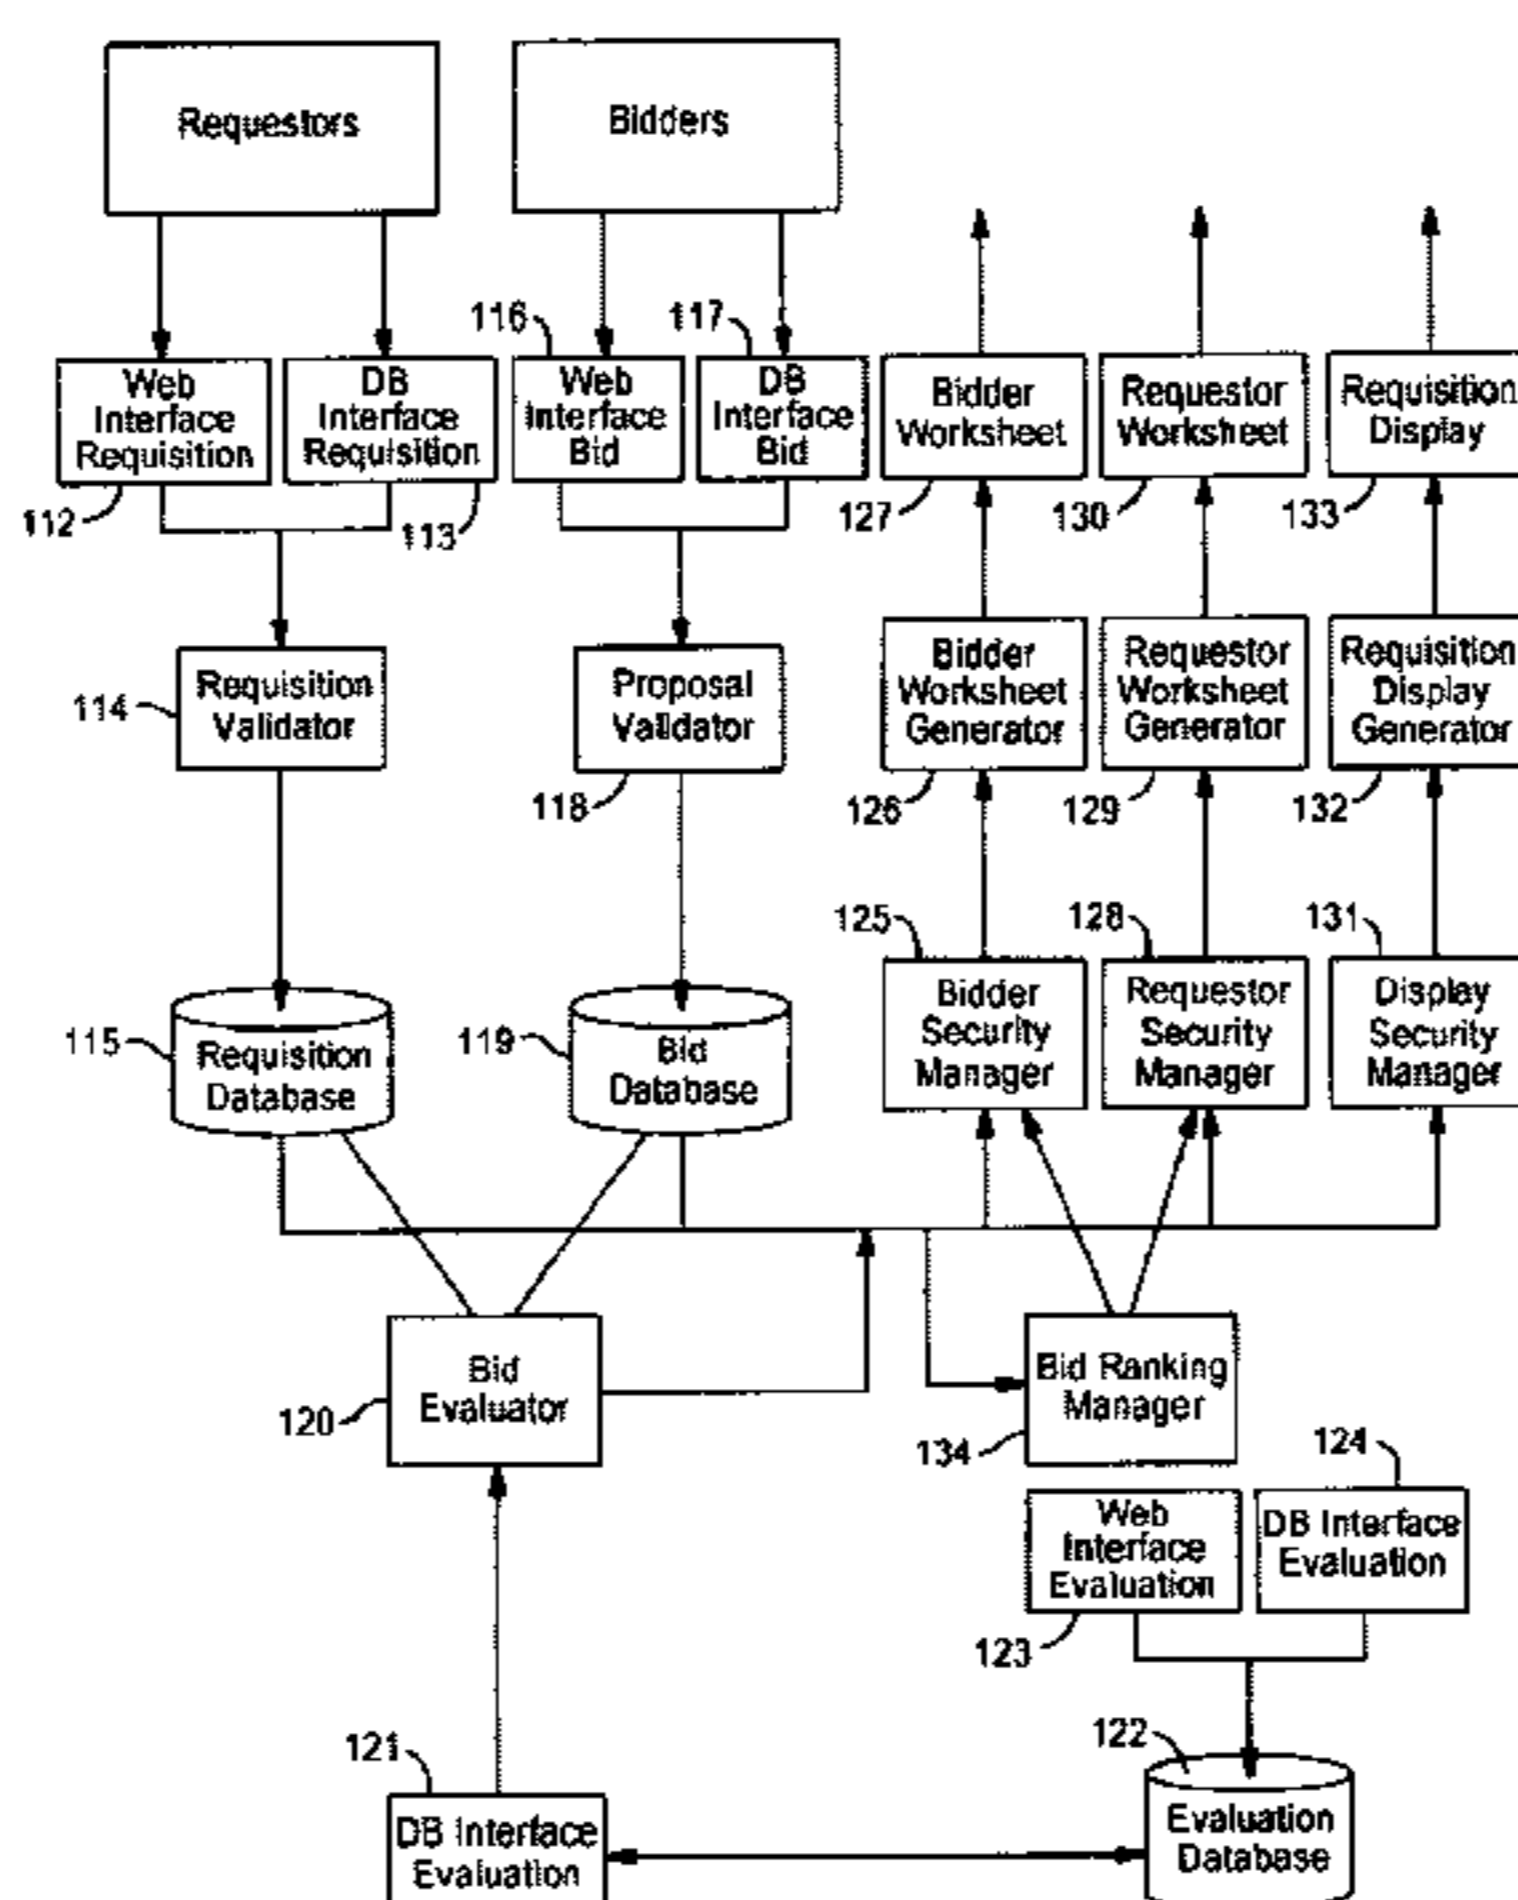 Requestors
Bidders
116
117
Web
Interface
Requisition
DB
Interface
Requisition
Web
Interface
Bid
DB
Interface
Bid
Bidder
Worksheet
Requestor
Worksheet
Requisition
Display
112
113
127
130
133
114
Requisition
Validator
Proposal
Validator
118
Bidder
Worksheet
Generator
Requestor
Worksheet
Generator
Requisition
Display
Generator
126
129
132
125
128
131
115
Requisition
Database
119
Bid
Database
Bidder
Security
Manager
Requestor
Security
Manager
Display
Security
Manager
120
Bid
Evaluator
Bid Ranking
Manager
134
124
Web
Interface
Evaluation
DB Interface
Evaluation
123
121
122
DB Interface
Evaluation
Evaluation
Database